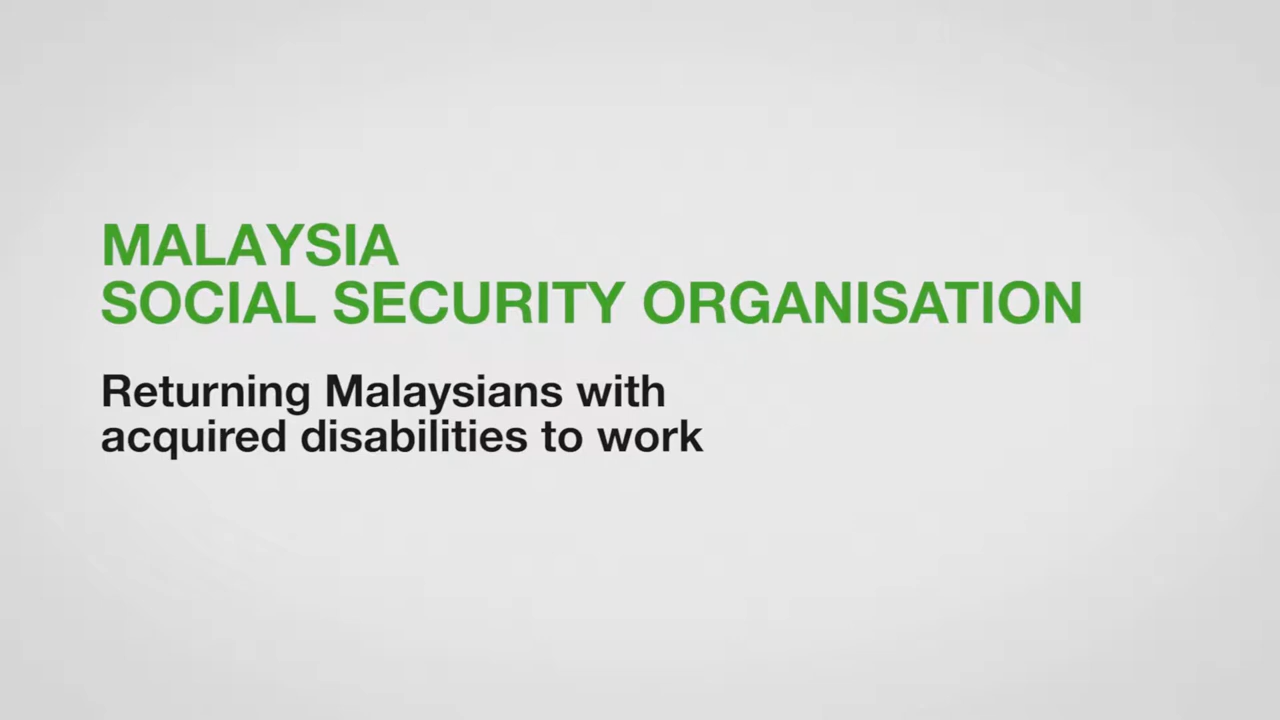 MALAYSIA
SOCIAL SECURITY ORGANISATION
Returning Malaysians with
acquired disabilities to work